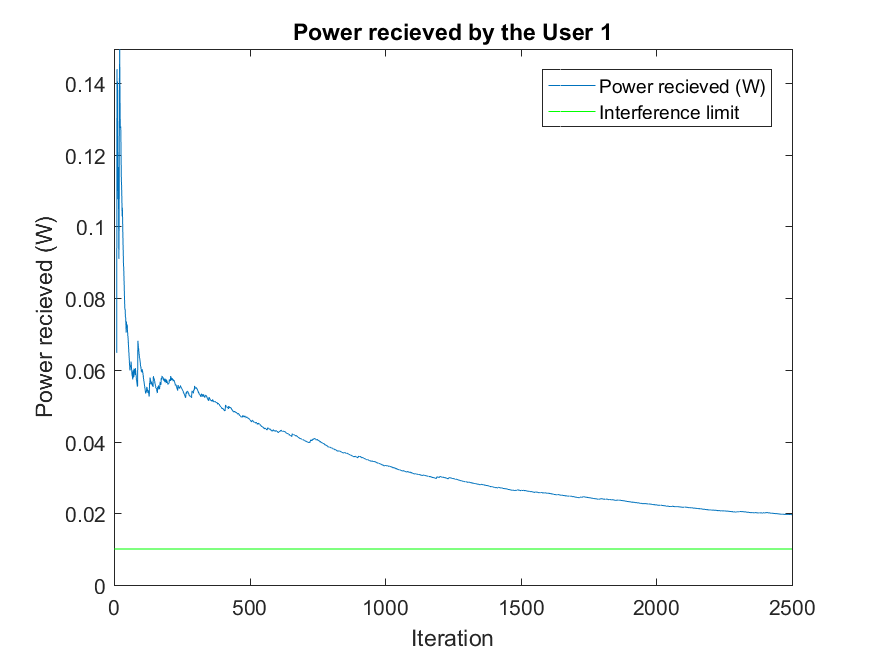 Power recieved by the User 1
Power recieved (W)
Interference limit
0.14
0.12
0.1
0.08
0.06
0.04
0.02
0
Power recieved (W)
0 500 1000 1500 2000 2500
Iteration